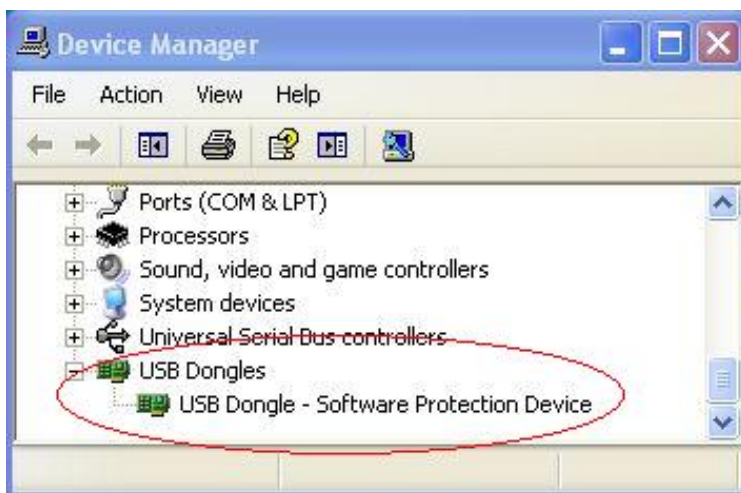 Device Manager
File Action View Help
Ports (COM & LPT)
Processors
Sound, video and game controllers
System devices
Universal Serial Bus controllers
USB Dongles
USB Dongle - Software Protection Device